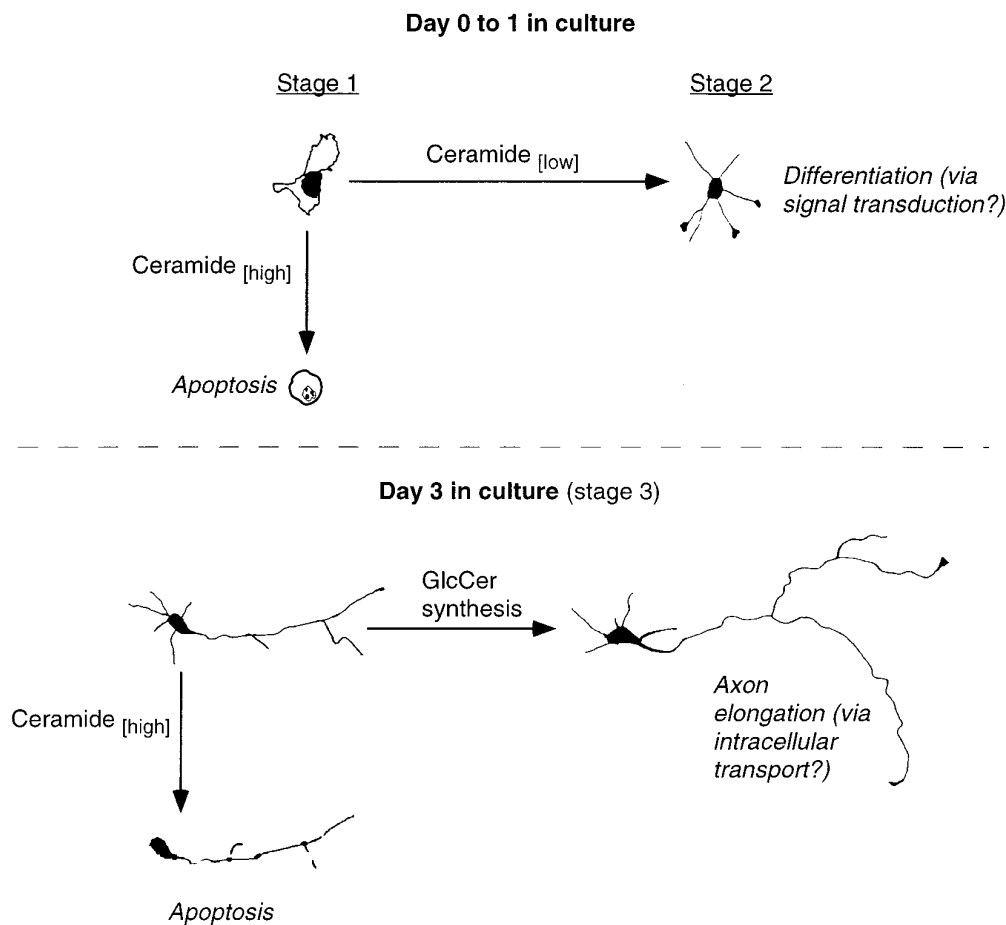 Day 0 to 1 in culture
Stage 1
Stage 2
Ceramide [low]
Differentiation (via
signal transduction?)
Ceramide [high]
Apoptosis
Day 3 in culture (stage 3)
GlcCer
synthesis
Ceramide [high]
Axon
elongation (via
intracellular
transport?)
Apoptosis